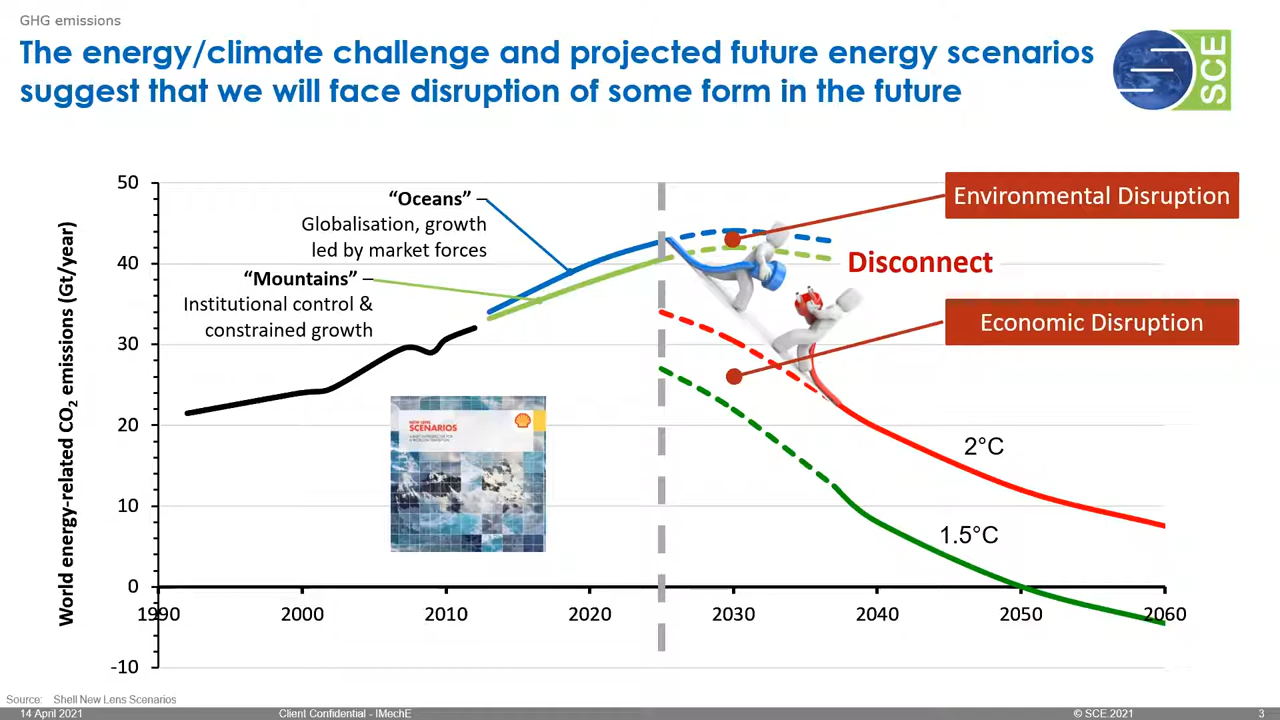 GHG emissions
The energy/climate challenge and projected future energy scenarios
suggest that we will face disruption of some form in the future
SCE
World energy-related CO2 emissions (Gt/year)
50
40
30
20
10
0
-10
“Oceans”
Globalisation, growth
led by market forces
“Mountains”
Institutional control &
constrained growth
Environmental Disruption
Disconnect
Economic Disruption
NEW LENS
SCENARIOS
2°C
1.5°C
1990
2000
2010
2020
2030
2040
2050
2060
Source: Shell New Lens Scenarios
14 April 2021
Client Confidential - IMechE
© SCE 2021
3